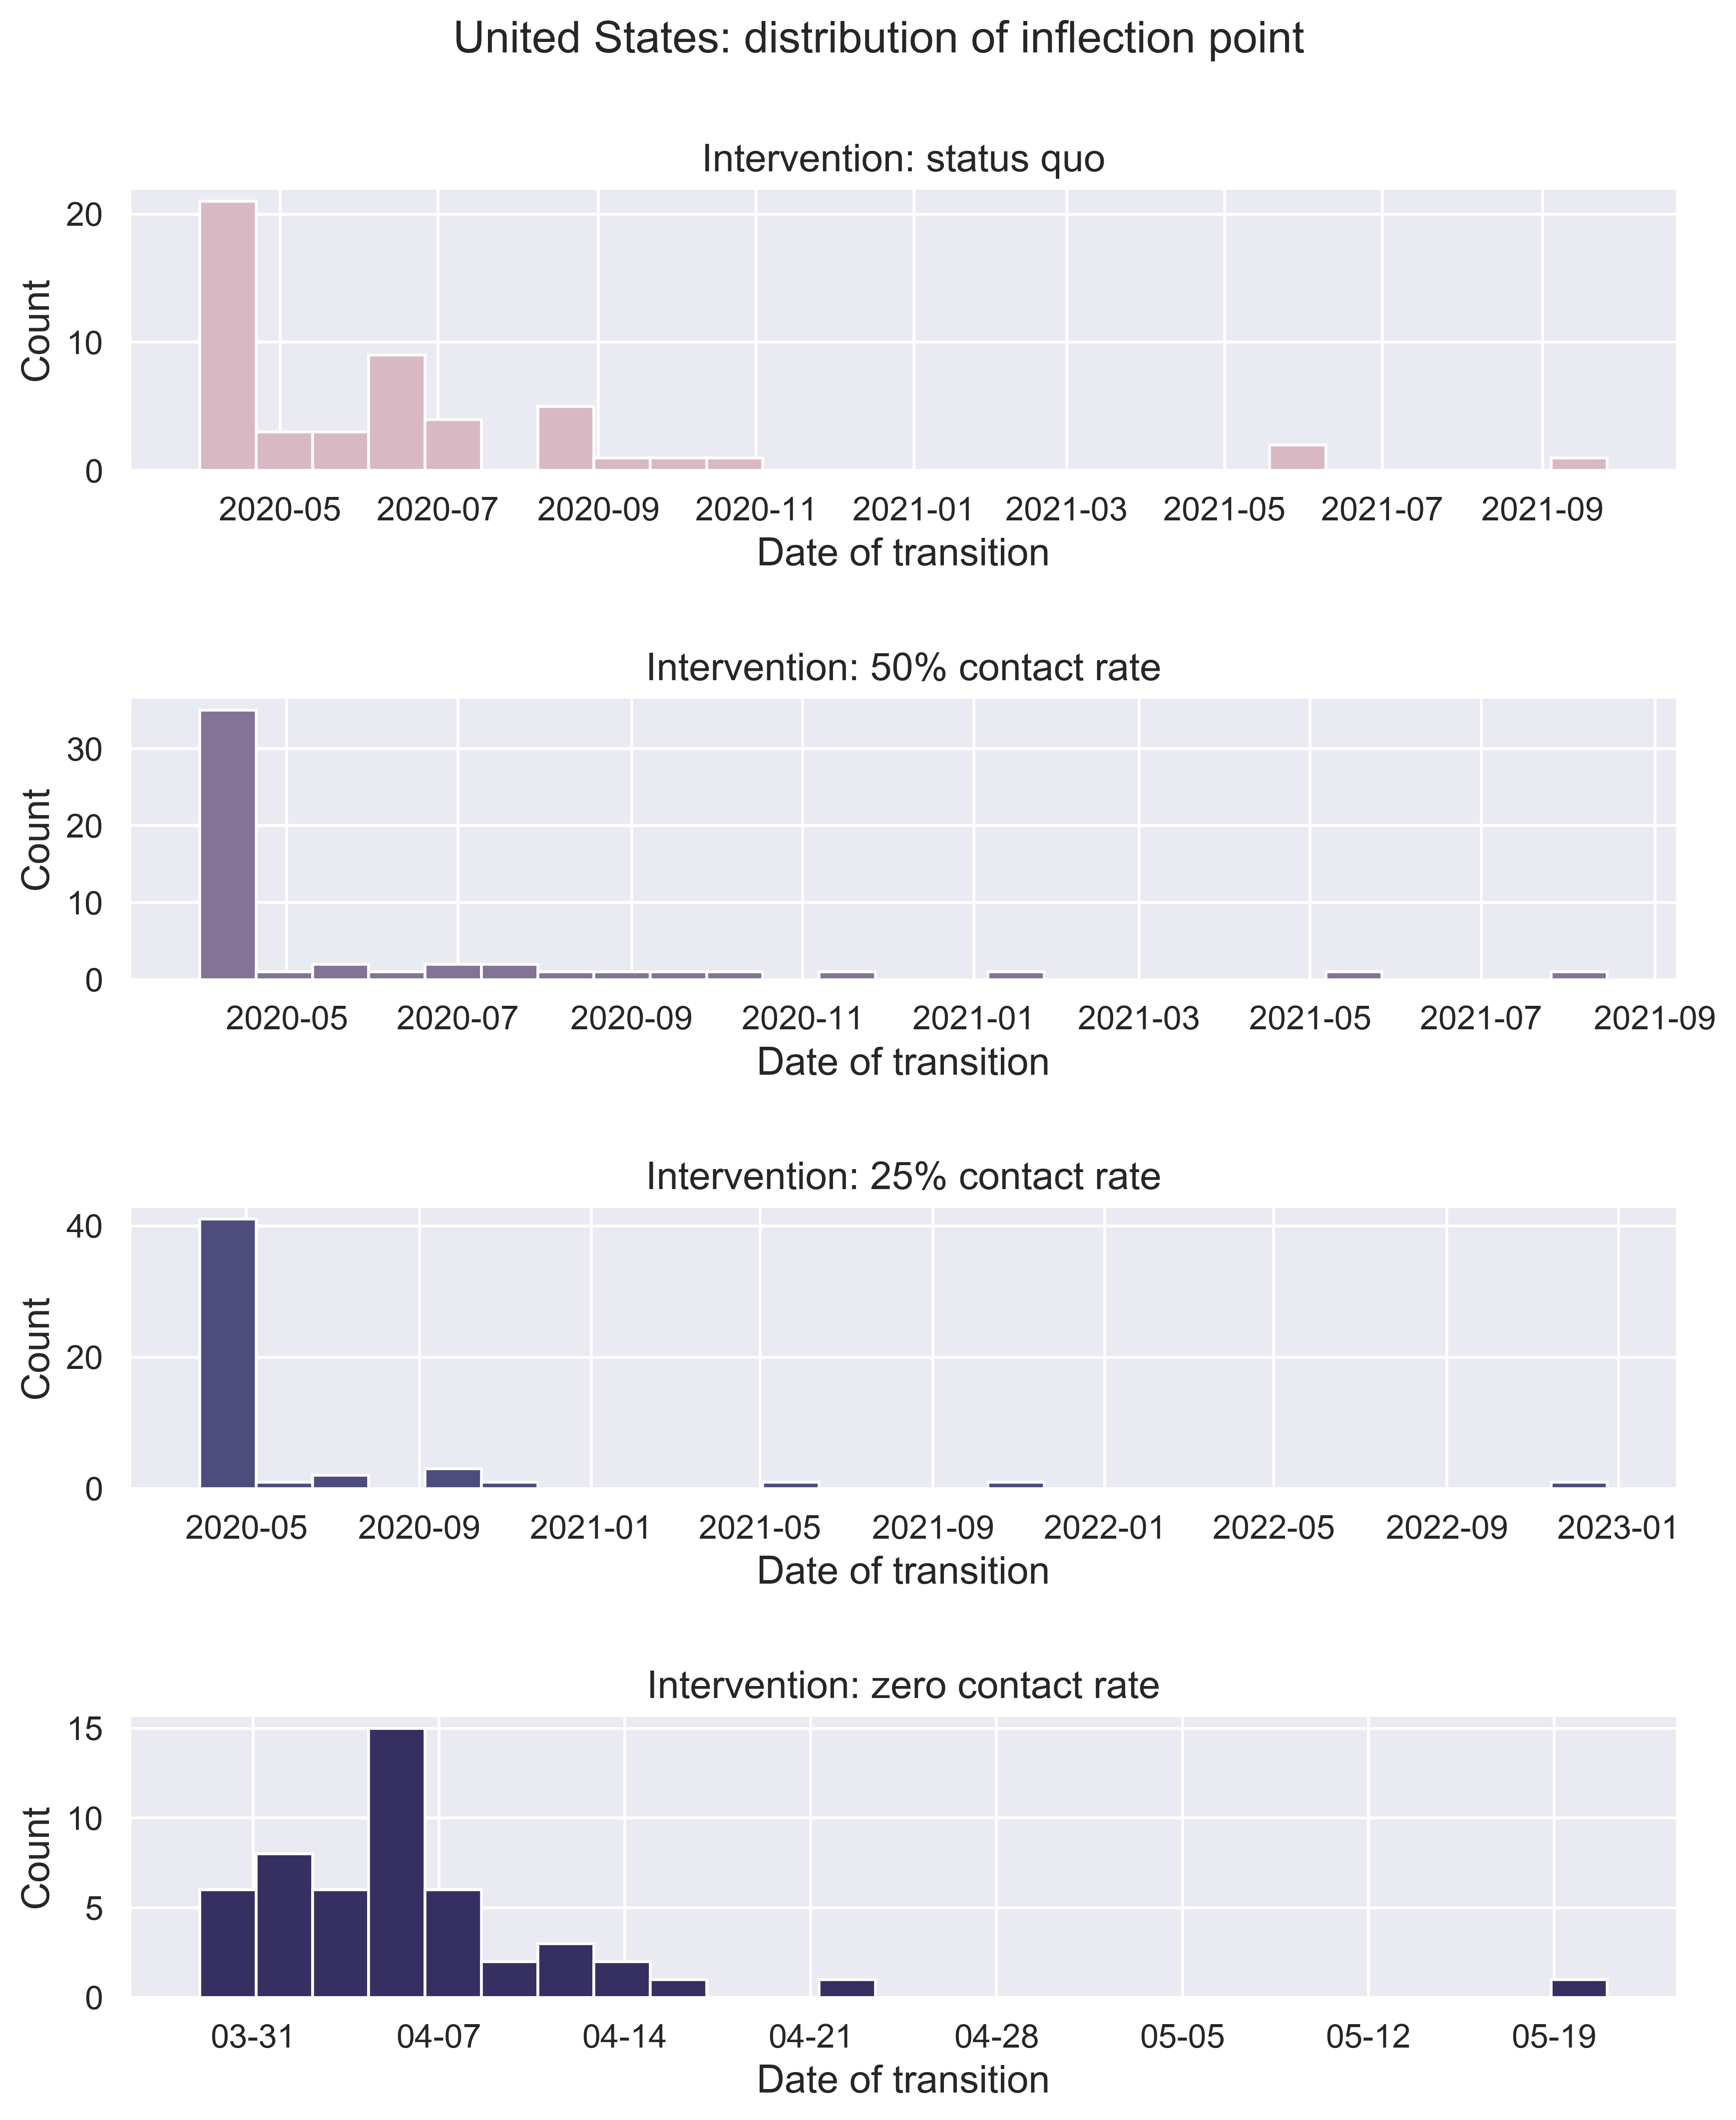 United States: distribution of inflection point
Intervention: status quo
Count
20
10
0
2020-05 2020-07 2020-09 2020-11 2021-01 2021-03 2021-05 2021-07 2021-09
Date of transition
Intervention: 50% contact rate
Count
30
20
10
0
2020-05 2020-07 2020-09 2020-11 2021-01 2021-03 2021-05 2021-07 2021-09
Date of transition
Intervention: 25% contact rate
Count
40
20
0
2020-05 2020-09 2021-01 2021-05 2021-09 2022-01 2022-05 2022-09 2023-01
Date of transition
Intervention: zero contact rate
Count
15
10
5
0
03-31 04-07 04-14 04-21 04-28 05-05 05-12 05-19
Date of transition